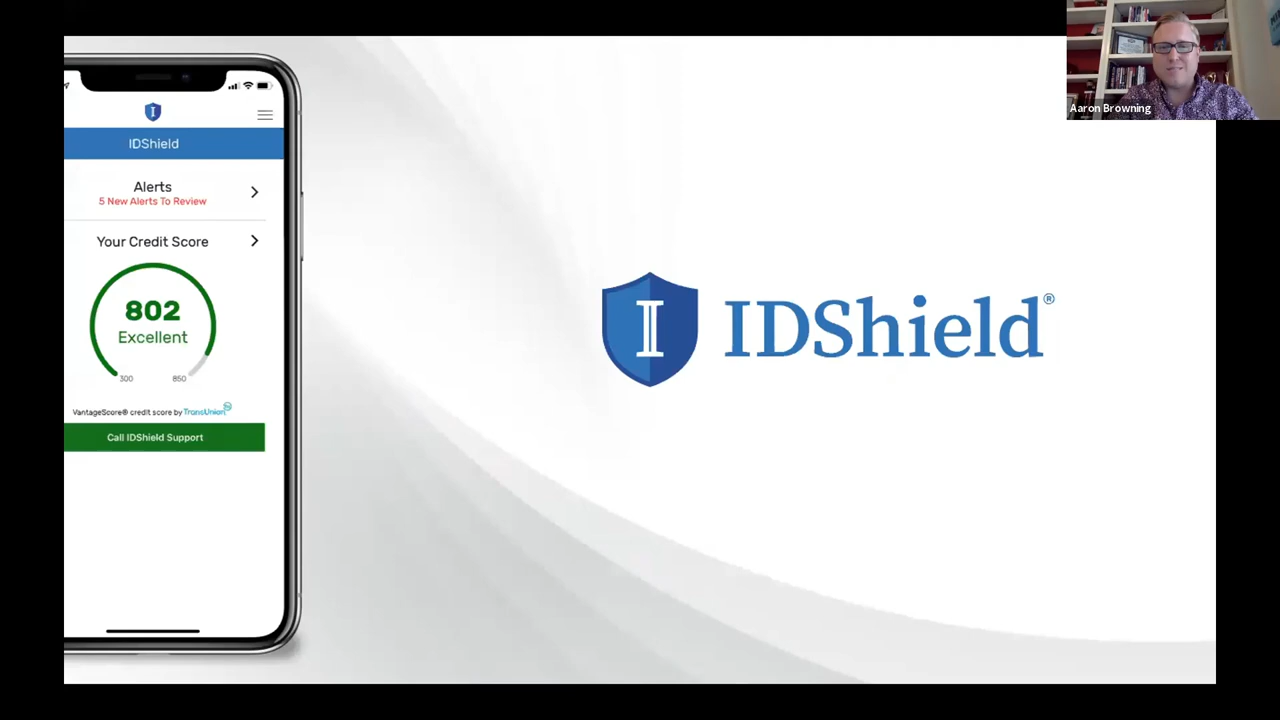 Aaron Browning
I
IDShield
Alerts
5 New Alerts To Review
Your Credit Score
802
Excellent
300 850
VantageScore® credit score by TransUnion
Call IDShield Support
I IDShield®